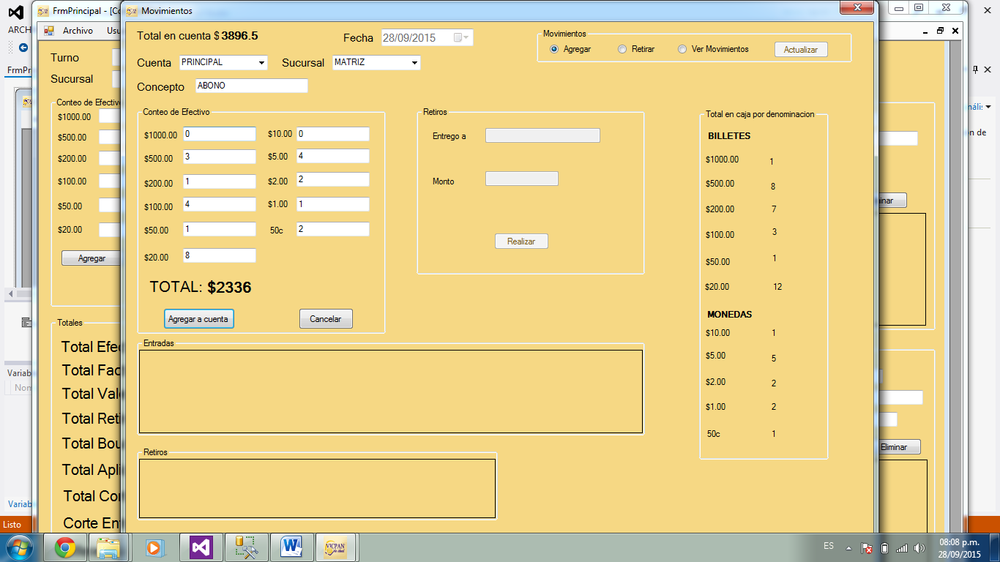 FrmPrincipal - [Co
Movimientos
ARCH
Archivo Usu
Total en cuenta $ 3896.5
Fecha 28/09/2015
Movimientos
Agregar Retirar Ver Movimientos Actualizar
Turno
Cuenta PRINCIPAL Sucursal MATRIZ
FrmPr
Sucursal
Concepto ABONO
Conteo de Efectivo
$1000.00
$500.00
$200.00
$100.00
$50.00
$20.00
Agregar
Conteo de Efectivo
$1000.00 0 $10.00 0
$500.00 3 $5.00 4
$200.00 1 $2.00 2
$100.00 4 $1.00 1
$50.00 1 50c 2
$20.00 8
TOTAL: $2336
Agregar a cuenta Cancelar
Retiros
Entrego a
Monto
Realizar
Total en caja por denominacion
BILLETES
$1000.00 1
$500.00 8
$200.00 7
$100.00 3
$50.00 1
$20.00 12
MONEDAS
$10.00 1
$5.00 5
$2.00 2
$1.00 2
50c 1
nális
n de
inar
Eliminar
Totales
Total Efec
Total Fac
Total Valo
Total Reti
Total Bou
Total Apli
Total Cor
Corte Ent
Entradas
Retiros
Variab
Nom
Variab
Listo
VICPAN
ES
08:08 p.m.
28/09/2015